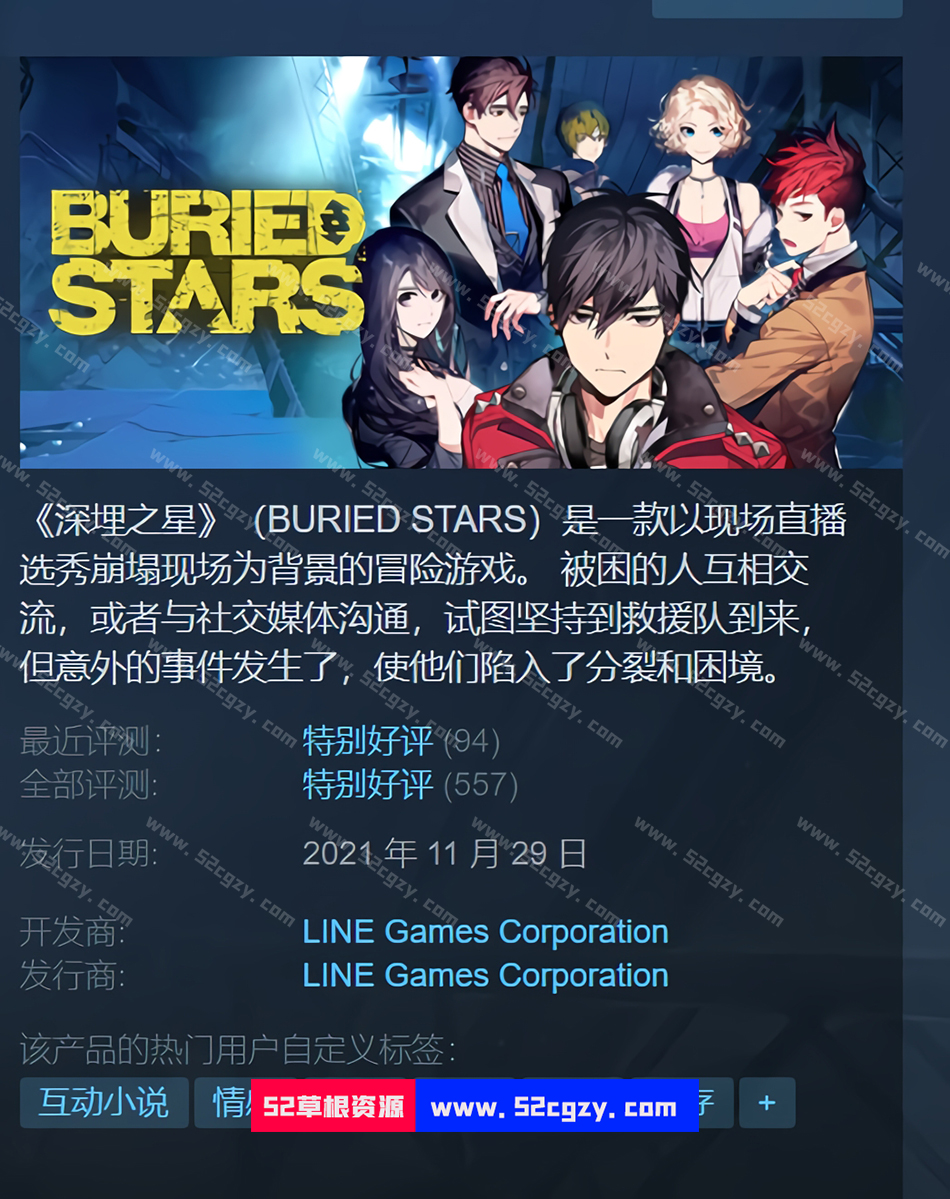 BURIED
STARS
《深埋之星》（BURIED STARS）是一款以现场直播
选秀崩塌现场为背景的冒险游戏。 被困的人互相交
流，或者与社交媒体沟通，试图坚持到救援队到来，
但意外的事件发生了，使他们陷入了分裂和困境。
最近评测: 特别好评 (94)
全部评测: 特别好评 (557)
发行日期: 2021 年 11 月 29 日
开发商: LINE Games Corporation
发行商: LINE Games Corporation
该产品的热门用户自定义标签:
互动小说 情 存 +
52草根资源 www.52cgzy.com
www.52cgzy.com